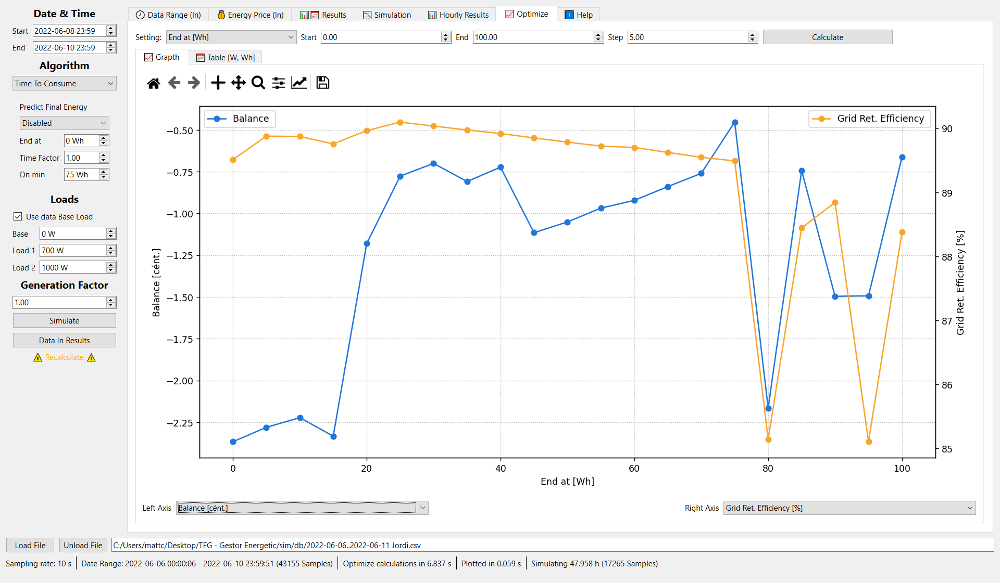 Date & Time
Start 2022-06-08 23:59
End 2022-06-10 23:59
Algorithm
Time To Consume
Predict Final Energy
Disabled
End at 0 Wh
Time Factor 1.00
On min 75 Wh
Loads
Use data Base Load
Base 0 W
Load 1 700 W
Load 2 1000 W
Generation Factor
1.00
Simulate
Data In Results
Recalculate
Data Range (In) Energy Price (In) Results Simulation Hourly Results Optimize Help
Setting: End at [Wh] Start 0.00 End 100.00 Step 5.00 Calculate
Grapth Table [W, Wh]
Balance
Grid Ret. Efficiency
Balance [cént.]
−0.50
−0.75
−1.00
−1.25
−1.50
−1.75
−2.00
−2.25
90
89
88
87
86
85
Grid Ret. Efficiency [%]
0 20 40 60 80 100
End at [Wh]
Left Axis Balance [cént.] Right Axis Grid Ret. Efficiency [%]
Load File Unload File C:/Users/mattc/Desktop/TFG - Gestor Energetic/sim/db/2022-06-06..2022-06-11 Jordi.csv
Sampling rate: 10 s Date Range: 2022-06-06 00:00:06 - 2022-06-10 23:59:51 (43155 Samples) Optimize calculations in 6.837 s Plotted in 0.059 s Simulating 47.958 h (17265 Samples)